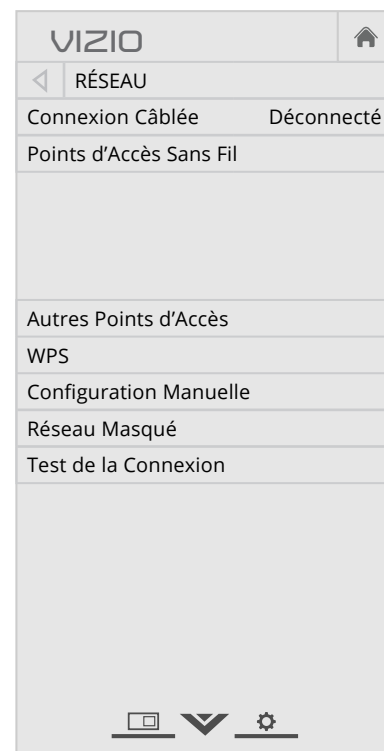 VIZIO
RÉSEAU
Connexion Câblée Déconnecté
Points d’Accès Sans Fil
Autres Points d’Accès
WPS
Configuration Manuelle
Réseau Masqué
Test de la Connexion